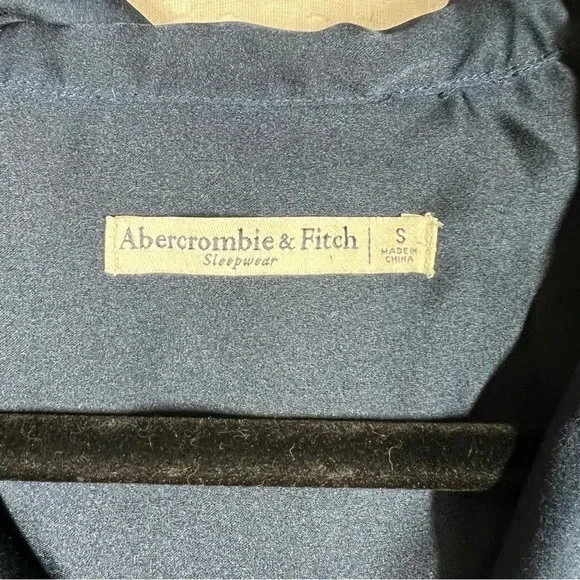 Abercrombie & Fitch
Sleepwear
S
MADE IN
CHINA